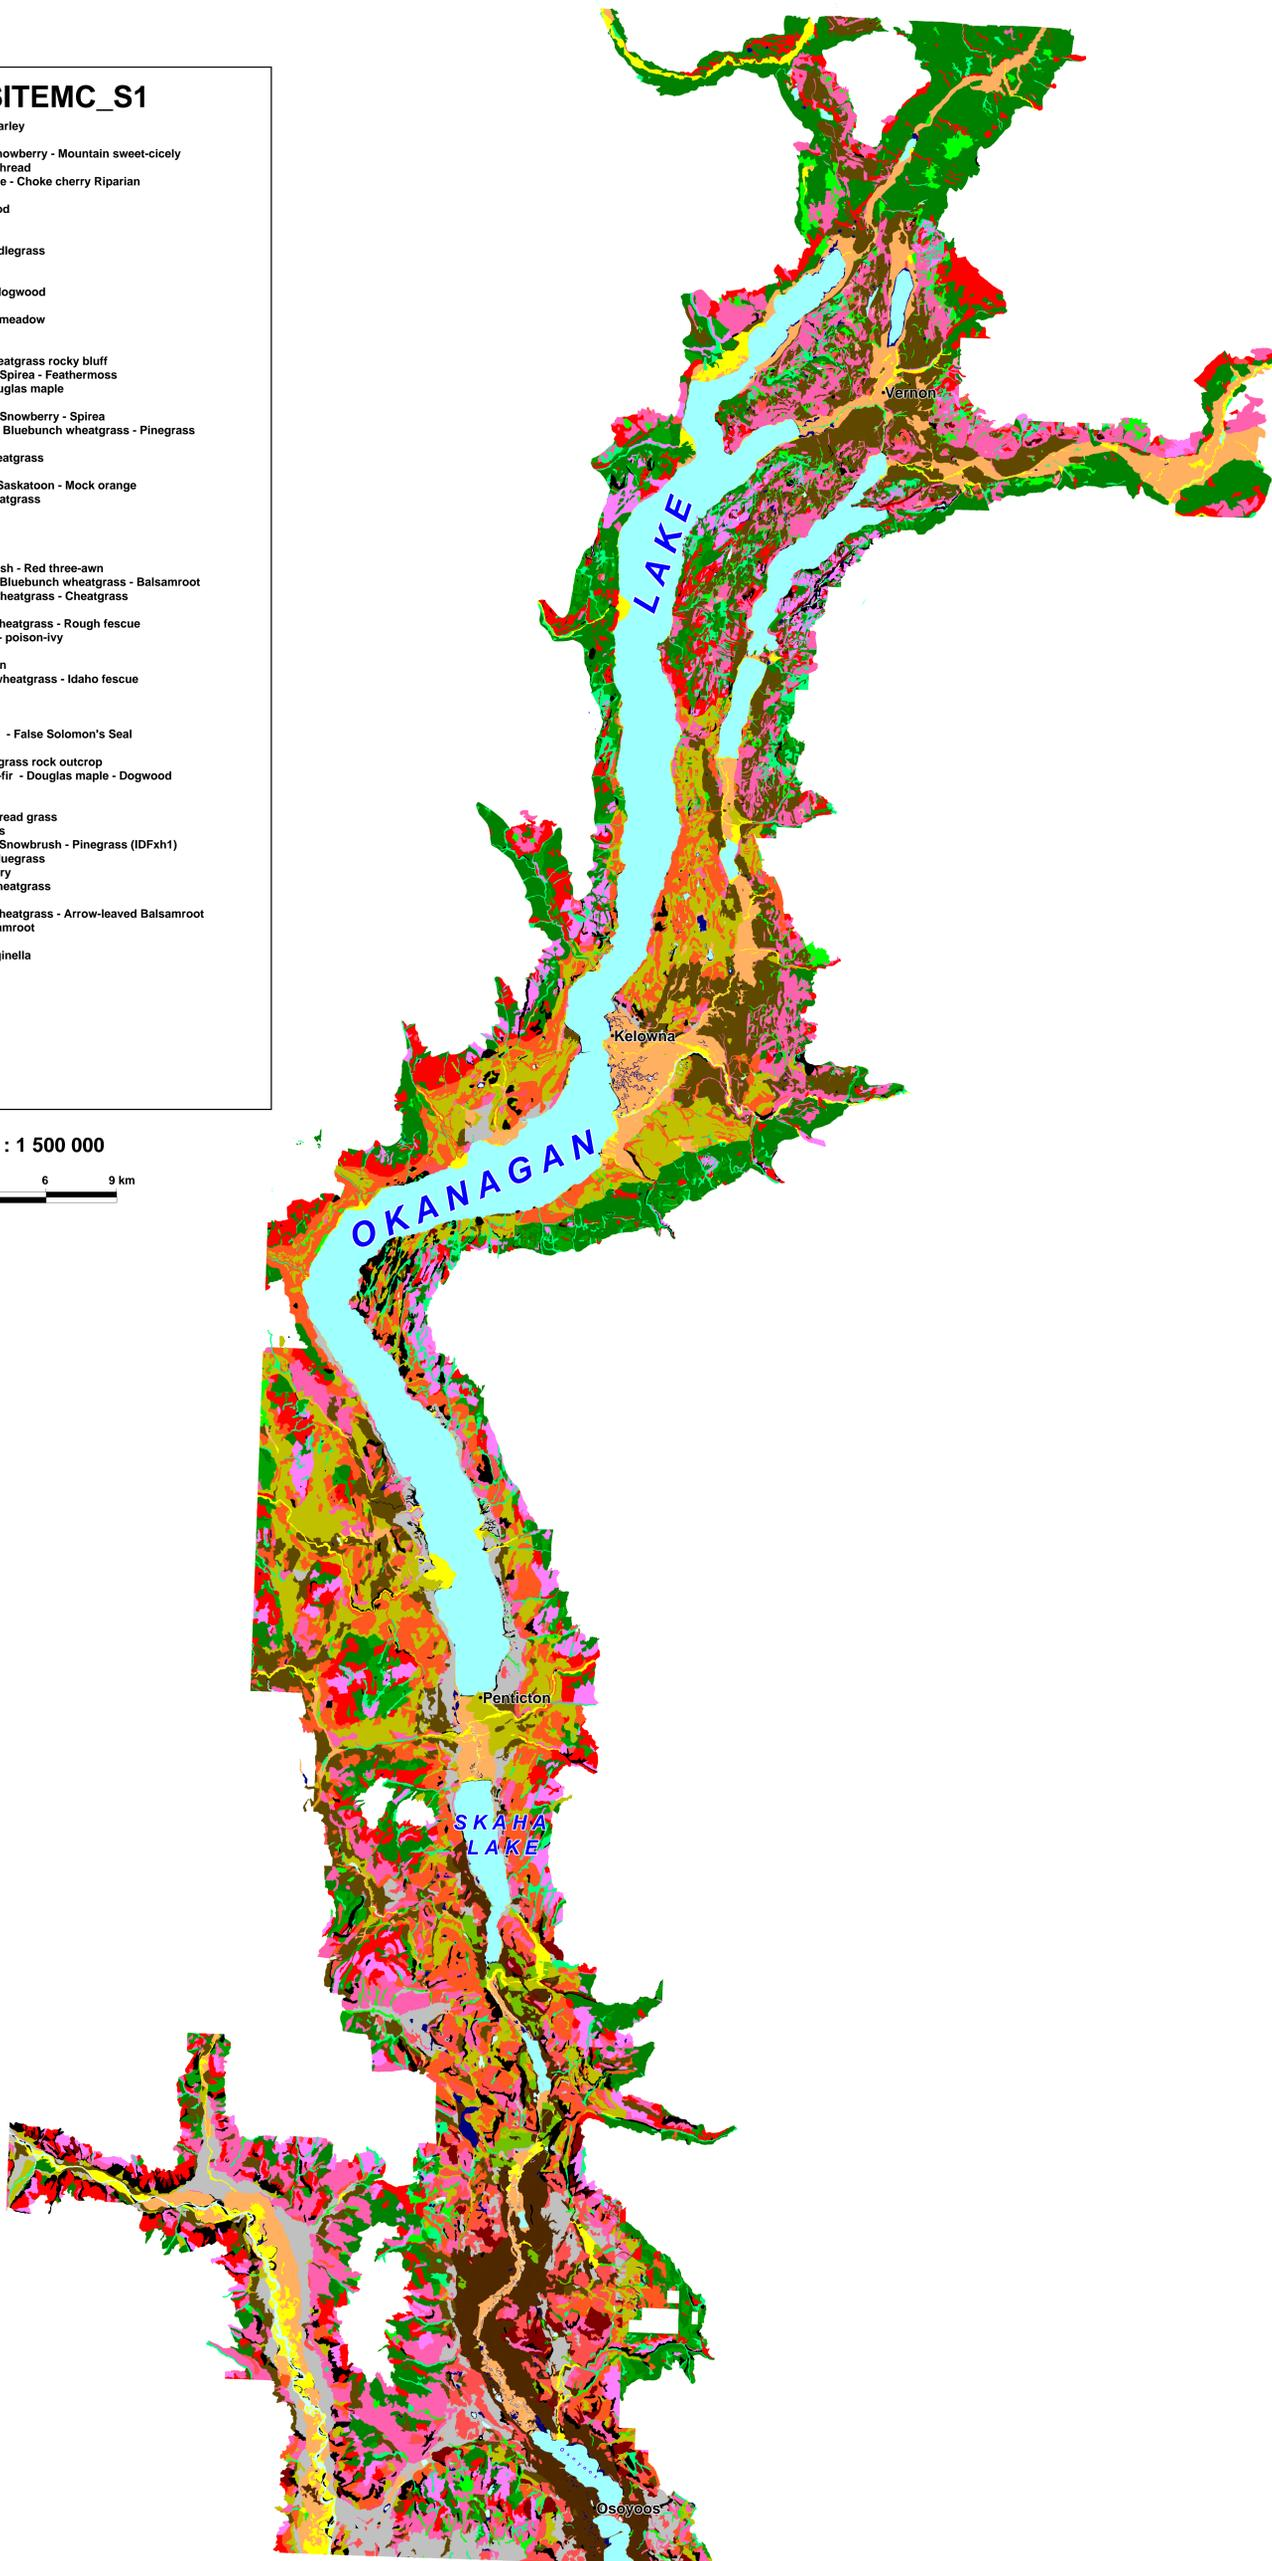 SITEMC_S1
arley
nowberry - Mountain sweet-cicely
hread
e - Choke cherry Riparian
od
dlegrass
dogwood
meadow
eatgrass rocky bluff
Spirea - Feathermoss
uglas maple
Snowberry - Spirea
Bluebunch wheatgrass - Pinegrass
eatgrass
Saskatoon - Mock orange
atgrass
sh - Red three-awn
Bluebunch wheatgrass - Balsamroot
heatgrass - Cheatgrass
heatgrass - Rough fescue
- poison-ivy
n
wheatgrass - Idaho fescue
- False Solomon's Seal
grass rock outcrop
-fir - Douglas maple - Dogwood
read grass
s
Snowbrush - Pinegrass (IDFxh1)
luegrass
ry
heatgrass
heatgrass - Arrow-leaved Balsamroot
amroot
ginella
: 1 500 000
6 9 km
Vernon
LAKE
Kelowna
OKANAGAN
Penticton
SKAHA
LAKE
Osoyoos
Osoyoos